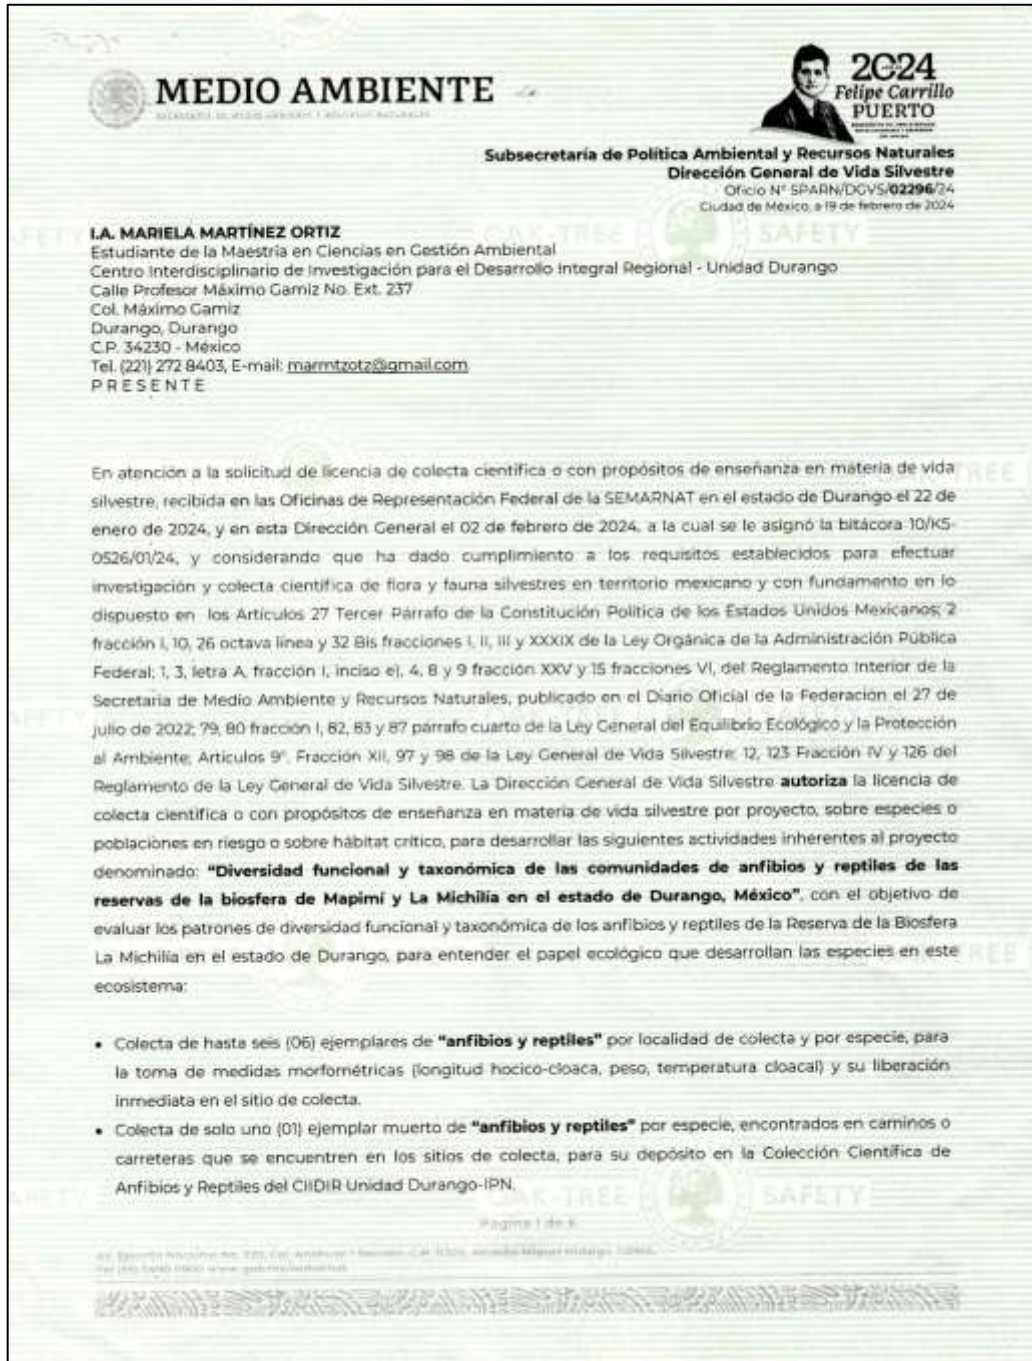 MEDIO AMBIENTE
SECRETARÍA DE MEDIO AMBIENTE Y RECURSOS NATURALES
2024
Felipe Carrillo
PUERTO
Subsecretaría de Política Ambiental y Recursos Naturales
Dirección General de Vida Silvestre
Oficio N° SPARN/DGVS/02296/24
Ciudad de México, a 19 de febrero de 2024
I.A. MARIELA MARTÍNEZ ORTIZ
Estudiante de la Maestría en Ciencias en Gestión Ambiental
Centro Interdisciplinario de Investigación para el Desarrollo Integral Regional - Unidad Durango
Calle Profesor Máximo Gamiz No. Ext. 237
Col. Máximo Gamiz
Durango, Durango
C.P. 34230 - México
Tel. (221) 272 8403, E-mail: marmtzotz@gmail.com
P R E S E N T E
En atención a la solicitud de licencia de colecta científica o con propósitos de enseñanza en materia de vida
silvestre, recibida en las Oficinas de Representación Federal de la SEMARNAT en el estado de Durango el 22 de
enero de 2024, y en esta Dirección General el 02 de febrero de 2024, a la cual se le asignó la bitácora 10/K5-
0526/01/24, y considerando que ha dado cumplimiento a los requisitos establecidos para efectuar
investigación y colecta científica de flora y fauna silvestres en territorio mexicano y con fundamento en lo
dispuesto en los Artículos 27 Tercer Párrafo de la Constitución Política de los Estados Unidos Mexicanos; 2
fracción I, 10, 26 octava línea y 32 Bis fracciones I, II, III y XXXIX de la Ley Orgánica de la Administración Pública
Federal; 1, 3, letra A, fracción I, inciso e), 4, 8 y 9 fracción XXV y 15 fracciones VI, del Reglamento Interior de la
Secretaría de Medio Ambiente y Recursos Naturales, publicado en el Diario Oficial de la Federación el 27 de
julio de 2022; 79, 80 fracción I, 82, 83 y 87 párrafo cuarto de la Ley General del Equilibrio Ecológico y la Protección
al Ambiente; Artículos 9°. Fracción XII, 97 y 98 de la Ley General de Vida Silvestre; 12, 123 Fracción IV y 126 del
Reglamento de la Ley General de Vida Silvestre. La Dirección General de Vida Silvestre autoriza la licencia de
colecta científica o con propósitos de enseñanza en materia de vida silvestre por proyecto, sobre especies o
poblaciones en riesgo o sobre hábitat crítico, para desarrollar las siguientes actividades inherentes al proyecto
denominado: "Diversidad funcional y taxonómica de las comunidades de anfibios y reptiles de las
reservas de la biosfera de Mapimí y La Michilía en el estado de Durango, México", con el objetivo de
evaluar los patrones de diversidad funcional y taxonómica de los anfibios y reptiles de la Reserva de la Biosfera
La Michilía en el estado de Durango, para entender el papel ecológico que desarrollan las especies en este
ecosistema:
• Colecta de hasta seis (06) ejemplares de "anfibios y reptiles" por localidad de colecta y por especie, para
la toma de medidas morfométricas (longitud hocico-cloaca, peso, temperatura cloacal) y su liberación
inmediata en el sitio de colecta.
• Colecta de solo uno (01) ejemplar muerto de "anfibios y reptiles" por especie, encontrados en caminos o
carreteras que se encuentren en los sitios de colecta, para su depósito en la Colección Científica de
Anfibios y Reptiles del CIIDIR Unidad Durango-IPN.
OAK-TREE SAFETY
Página 1 de 6